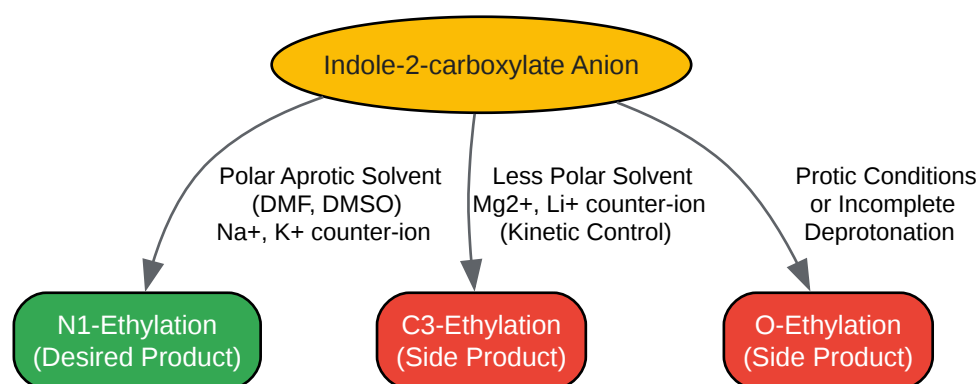 Indole-2-carboxylate Anion
Polar Aprotic Solvent
(DMF, DMSO)
Na+, K+ counter-ion
Less Polar Solvent
Mg2+, Li+ counter-ion
(Kinetic Control)
Protic Conditions
or Incomplete
Deprotonation
N1-Ethylation
(Desired Product)
C3-Ethylation
(Side Product)
O-Ethylation
(Side Product)